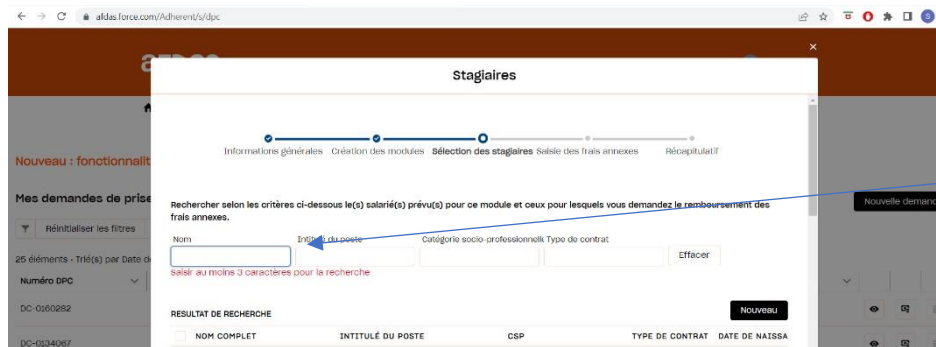 afdas.force.com/Adherent/s/dpc
Stagiaires
Informations générales Création des modules Sélection des stagiaires Saisie des frais annexes Récapitulatif
Nouveau : fonctionnalit
Mes demandes de prise
Nouvelle demand
Rechercher selon les critères ci-dessous le(s) salarié(s) prévu(s) pour ce module et ceux pour lesquels vous demandez le remboursement des
frais annexes.
Réinitialiser les filtres
Nom Intitulé du poste Catégorie socio-professionnelle Type de contrat
Effacer
25 éléments • Trié(s) par Date d
Saisir au moins 3 caractères pour la recherche
Numéro DPC
DC-0160282
RESULTAT DE RECHERCHE
Nouveau
NOM COMPLET INTITULÉ DU POSTE CSP TYPE DE CONTRAT DATE DE NAISSA
DC-0134067